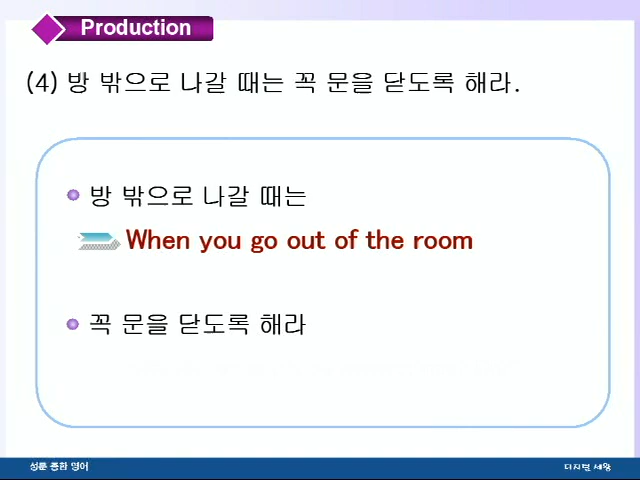 Production
(4) 방 밖으로 나갈 때는 꼭 문을 닫도록 해라.
방 밖으로 나갈 때는
When you go out of the room
꼭 문을 닫도록 해라
성문 종합 영어
디지털 세왕